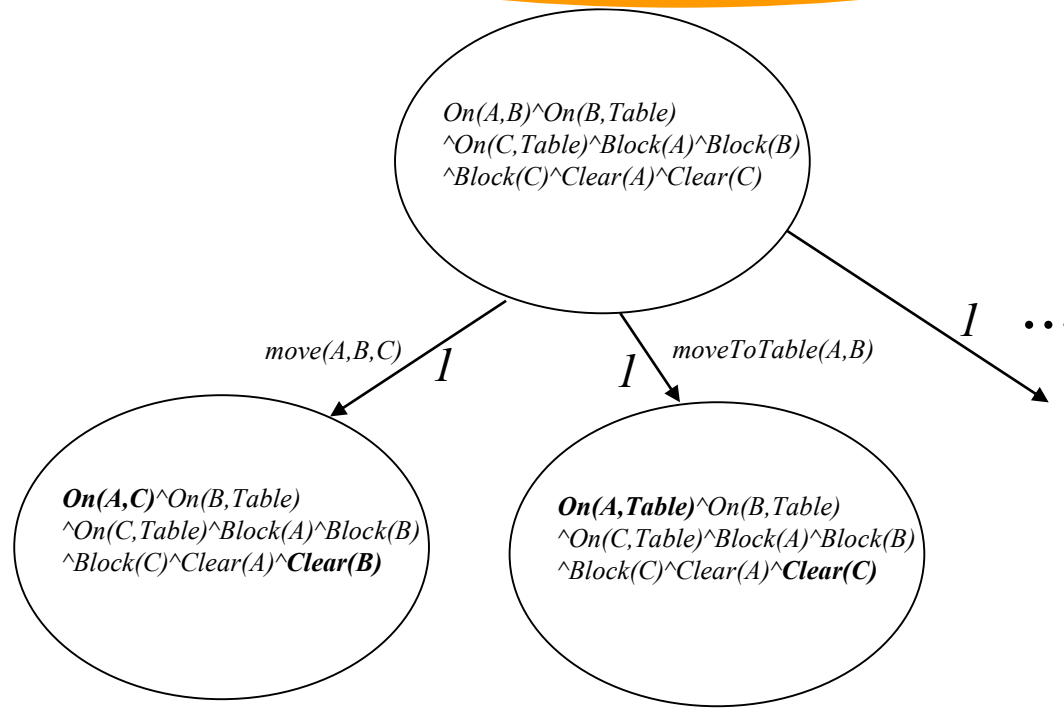 On(A,B)^On(B,Table)
^On(C,Table)^Block(A)^Block(B)
^Block(C)^Clear(A)^Clear(C)
move(A,B,C)
1
1
moveToTable(A,B)
1
...
On(A,C)^On(B,Table)
^On(C,Table)^Block(A)^Block(B)
^Block(C)^Clear(A)^Clear(B)
On(A,Table)^On(B,Table)
^On(C,Table)^Block(A)^Block(B)
^Block(C)^Clear(A)^Clear(C)